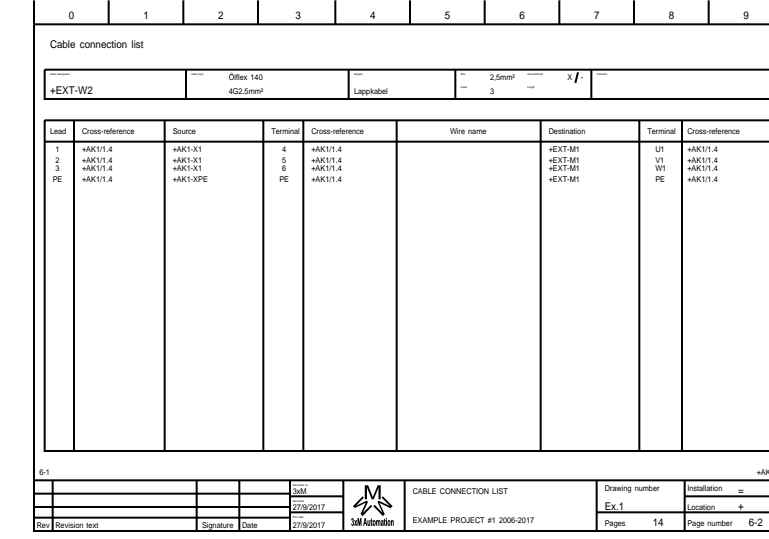 0 1 2 3 4 5 6 7 8 9
Cable connection list
Ölflex 140 2,5mm² X / -
+EXT-W2 4G2.5mm² Lappkabel 3
Lead Cross-reference Source Terminal Cross-reference Wire name Destination Terminal Cross-reference
1 +AK1/1.4 +AK1-X1 4 +AK1/1.4 +EXT-M1 U1 +AK1/1.4
2 +AK1/1.4 +AK1-X1 5 +AK1/1.4 +EXT-M1 V1 +AK1/1.4
3 +AK1/1.4 +AK1-X1 6 +AK1/1.4 +EXT-M1 W1 +AK1/1.4
PE +AK1/1.4 +AK1-XPE PE +AK1/1.4 +EXT-M1 PE +AK1/1.4
6-1 +AK
3xM M CABLE CONNECTION LIST Drawing number Installation =
27/9/2017 Ex.1 Location +
Rev Revision text Signature Date 27/9/2017 3xM Automation EXAMPLE PROJECT #1 2006-2017 Pages 14 Page number 6-2